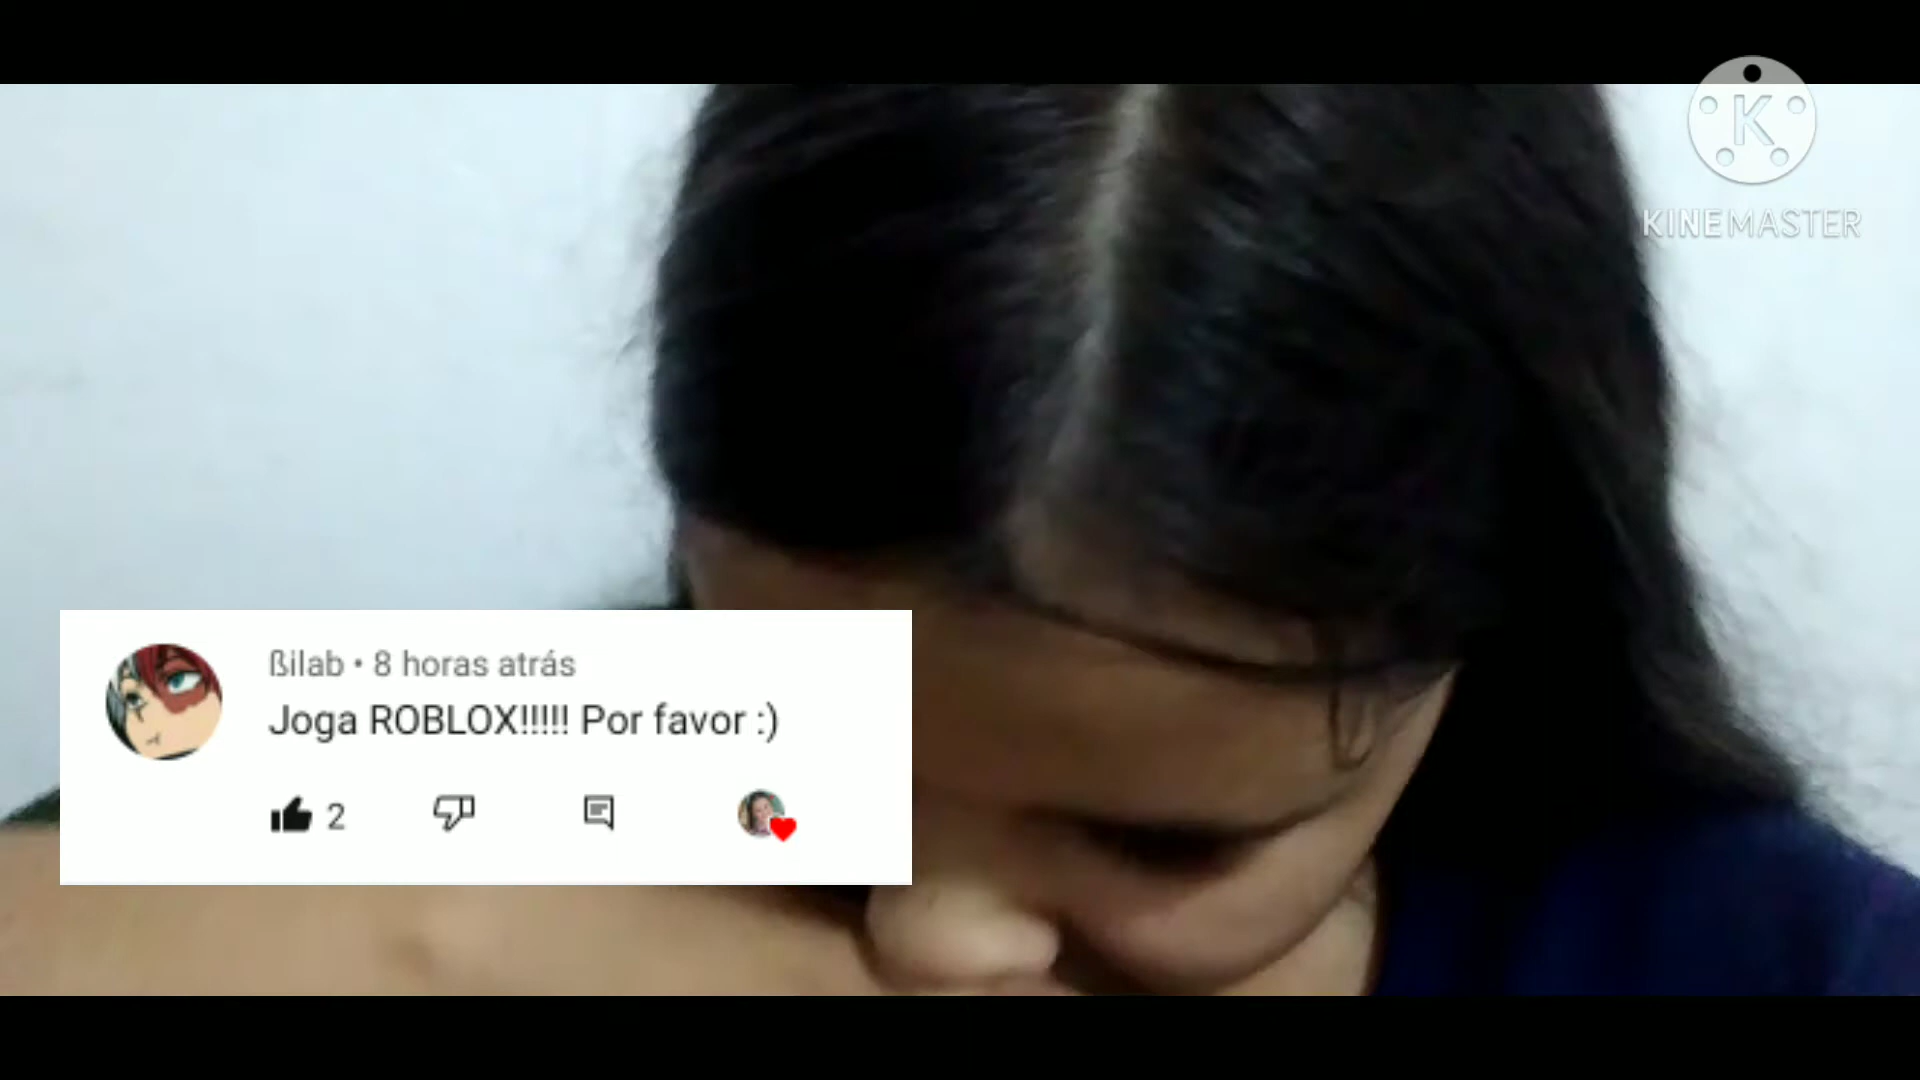 K
KINEMASTER
ßilab • 8 horas atrás
Joga ROBLOX!!!!! Por favor :)
2